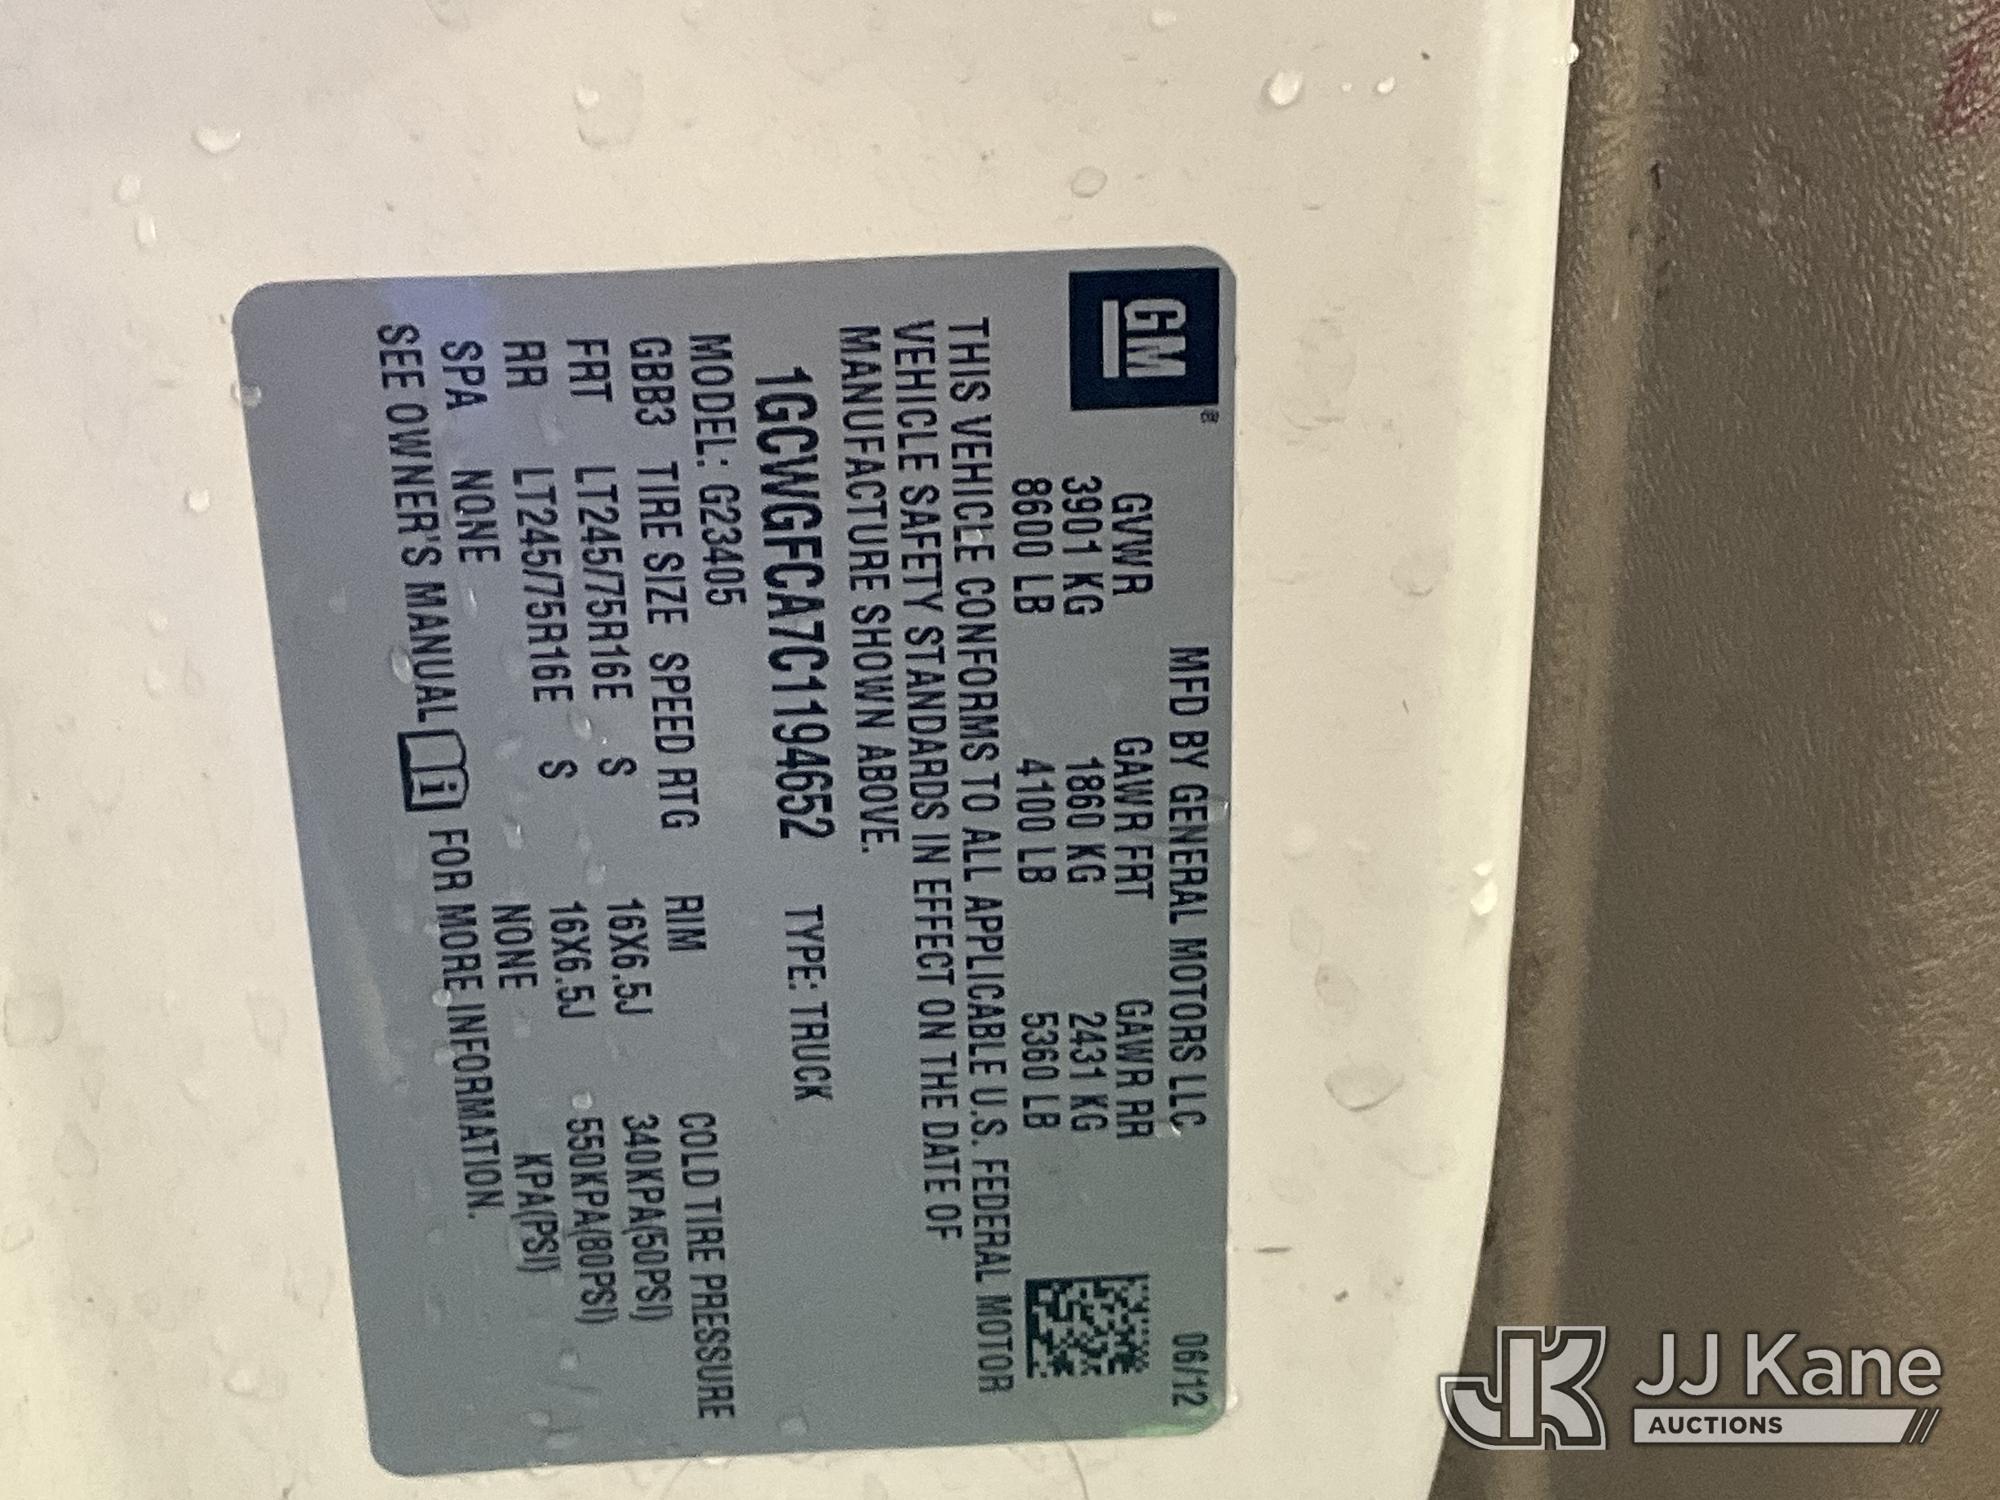 GM
MFD BY GENERAL MOTORS LLC 06/12
GVWR GAWR FRT GAWR RR
3901 KG 1860 KG 2431 KG
8600 LB 4100 LB 5360 LB
THIS VEHICLE CONFORMS TO ALL APPLICABLE U.S. FEDERAL MOTOR
VEHICLE SAFETY STANDARDS IN EFFECT ON THE DATE OF
MANUFACTURE SHOWN ABOVE.
1GCWGFCA7C1194652 TYPE: TRUCK
MODEL: G23405
GBB3 TIRE SIZE SPEED RTG RIM COLD TIRE PRESSURE
FRT LT245/75R16E S 16X6.5J 340KPA(50PSI)
RR LT245/75R16E S 16X6.5J 550KPA(80PSI)
SPA NONE NONE KPA(PSI)
SEE OWNER'S MANUAL i FOR MORE INFORMATION.
JK JJ Kane
AUCTIONS